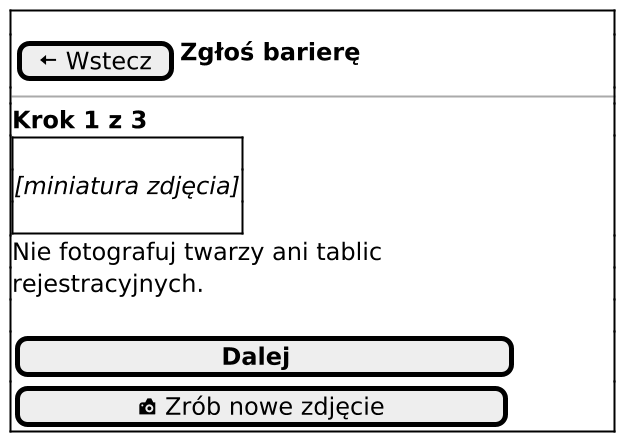 ← Wstecz Zgłoś barierę
Krok 1 z 3
[miniatura zdjęcia]
Nie fotografuj twarzy ani tablic
rejestracyjnych.
Dalej
📷 Zrób nowe zdjęcie